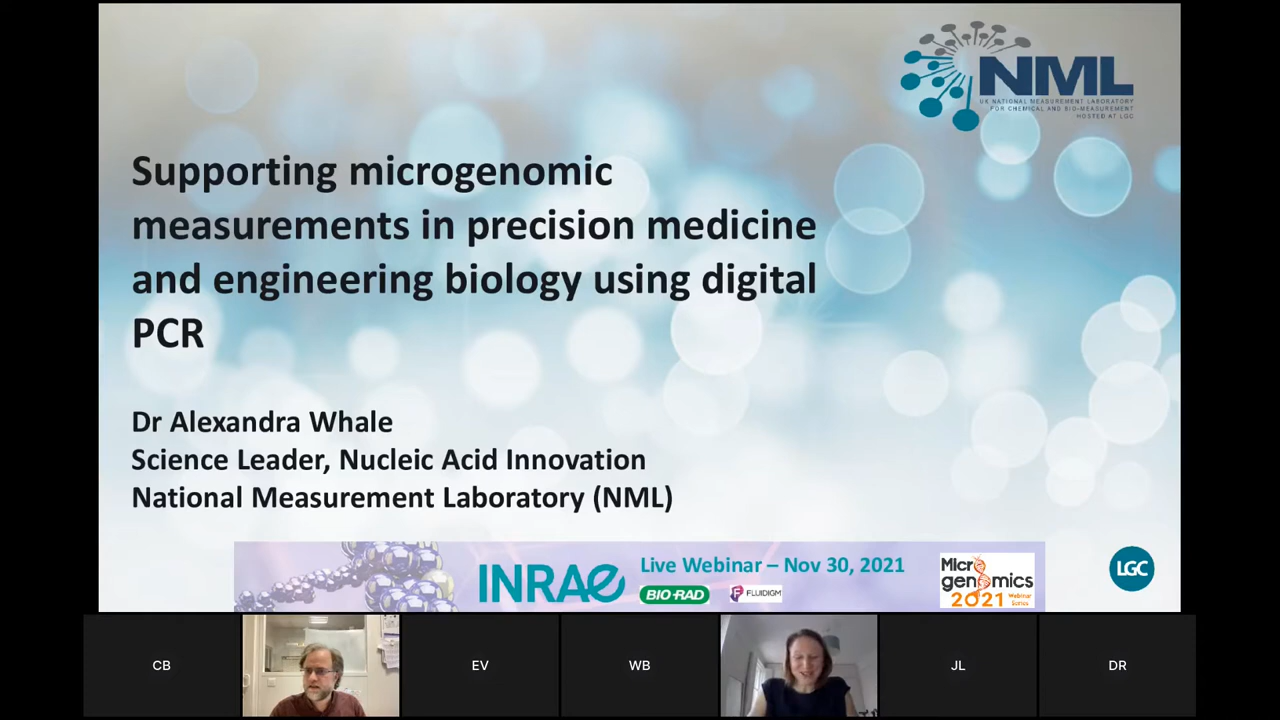 NML
UK NATIONAL MEASUREMENT LABORATORY
FOR CHEMICAL AND BIO-MEASUREMENT
HOSTED AT LGC
Supporting microgenomic
measurements in precision medicine
and engineering biology using digital
PCR
Dr Alexandra Whale
Science Leader, Nucleic Acid Innovation
National Measurement Laboratory (NML)
INRAE
Live Webinar – Nov 30, 2021
BIO-RAD
FLUIDIGM
Micro
genomics
2021 Webinar
Series
LGC
CB
EV
WB
JL
DR